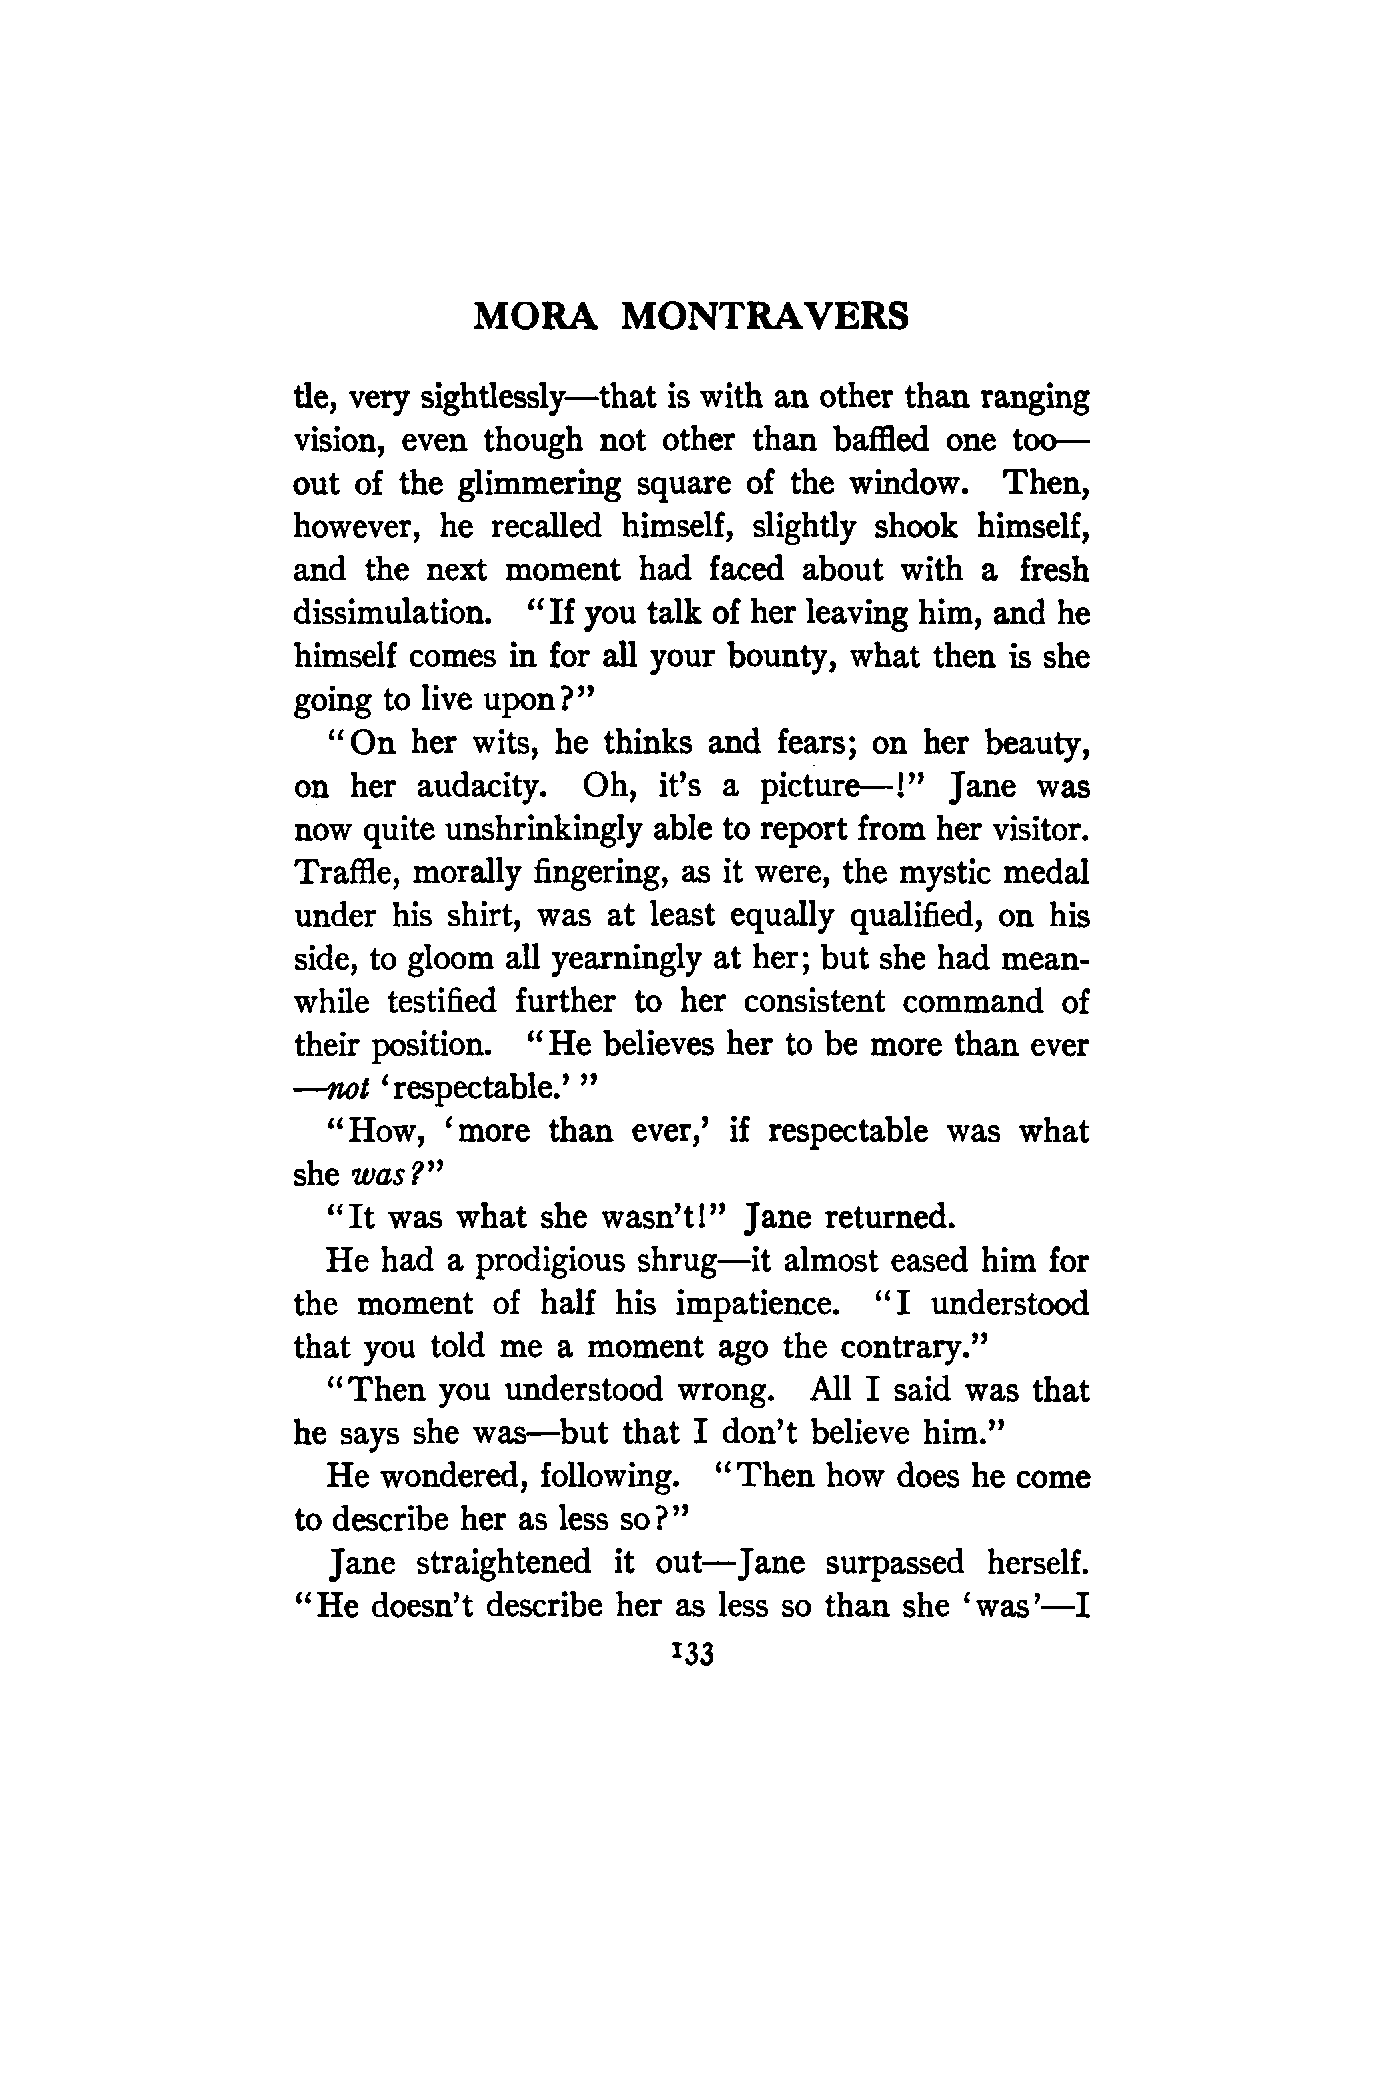 MORA MONTRAVERS
tle, very sightlessly—that is with an other than ranging
vision, even though not other than baffled one too—
out of the glimmering square of the window. Then,
however, he recalled himself, slightly shook himself,
and the next moment had faced about with a fresh
dissimulation. “If you talk of her leaving him, and he
himself comes in for all your bounty, what then is she
going to live upon?”
“On her wits, he thinks and fears; on her beauty,
on her audacity. Oh, it’s a picture—!” Jane was
now quite unshrinkingly able to report from her visitor.
Traffle, morally fingering, as it were, the mystic medal
under his shirt, was at least equally qualified, on his
side, to gloom all yearningly at her; but she had mean-
while testified further to her consistent command of
their position. “He believes her to be more than ever
—not ‘respectable.’ ”
“How, ‘more than ever,’ if respectable was what
she was?”
“It was what she wasn’t!” Jane returned.
He had a prodigious shrug—it almost eased him for
the moment of half his impatience. “I understood
that you told me a moment ago the contrary.”
“Then you understood wrong. All I said was that
he says she was—but that I don’t believe him.”
He wondered, following. “Then how does he come
to describe her as less so?”
Jane straightened it out—Jane surpassed herself.
“He doesn’t describe her as less so than she ‘was’—I
133